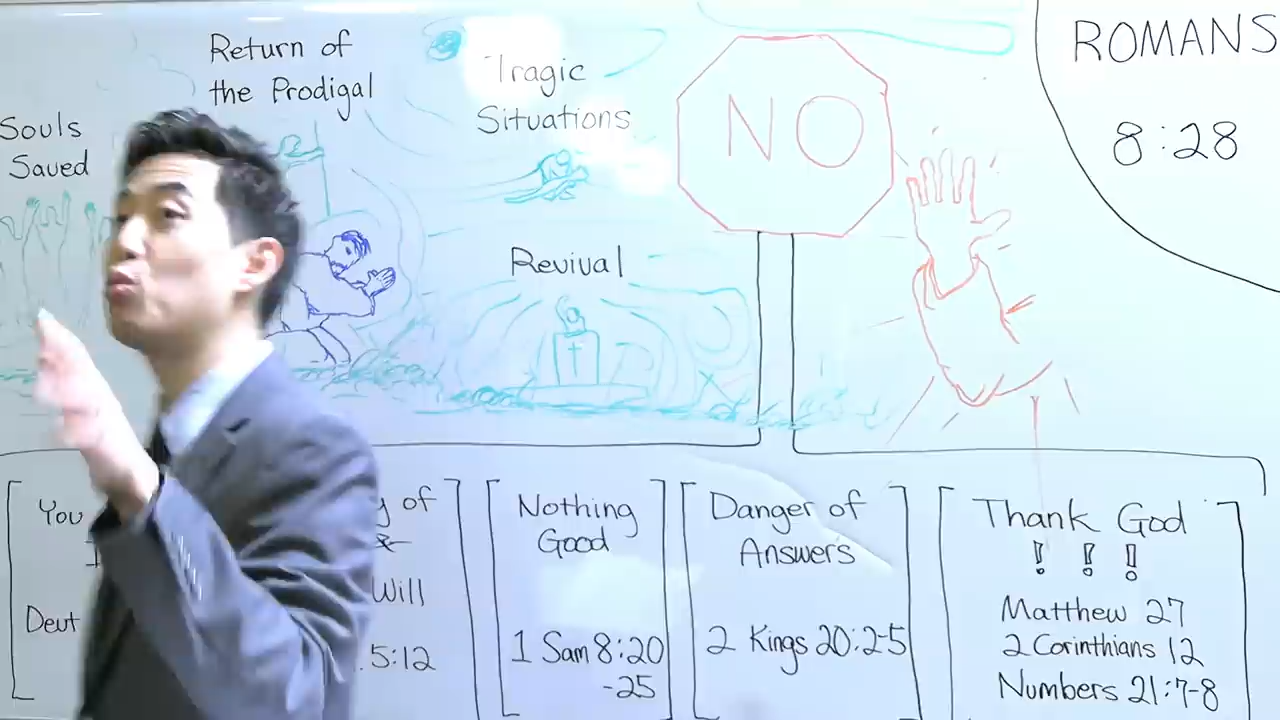 Souls
Saved
Return of
the Prodigal
Tragic
Situations
Revival
NO
ROMANS
8:28
You
Deut
of
&
Will
5:12
Nothing
Good
1 Sam 8:20
-25
Danger of
Answers
2 Kings 20:2-5
Thank God
! ! !
Matthew 27
2 Corinthians 12
Numbers 21:7-8